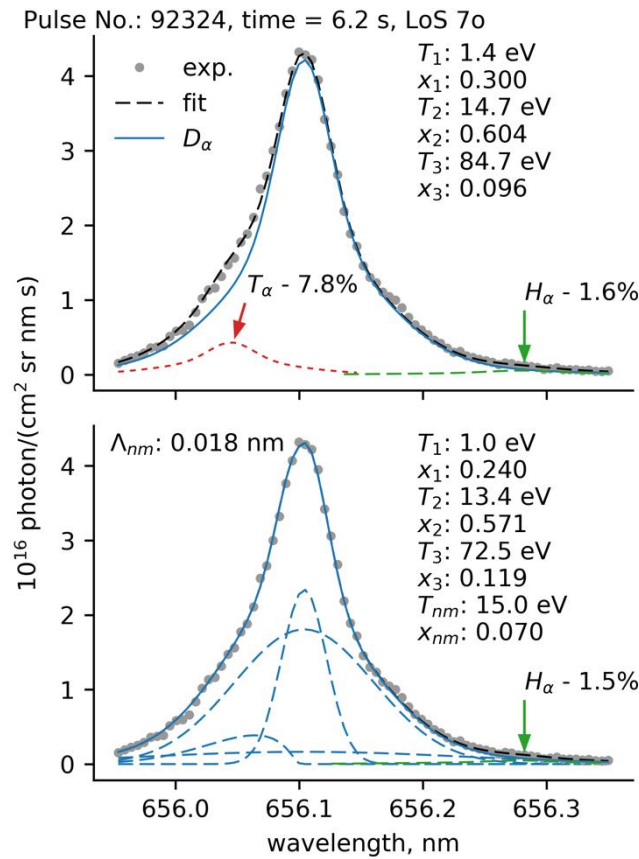 Pulse No.: 92324, time = 6.2 s, LoS 7o
exp.
fit
Dα
T1: 1.4 eV
x1: 0.300
T2: 14.7 eV
x2: 0.604
T3: 84.7 eV
x3: 0.096
Tα - 7.8%
Hα - 1.6%
4
3
2
1
0
Λnm: 0.018 nm
T1: 1.0 eV
x1: 0.240
T2: 13.4 eV
x2: 0.571
T3: 72.5 eV
x3: 0.119
Tnm: 15.0 eV
xnm: 0.070
Hα - 1.5%
4
3
2
1
0
10^16 photon/(cm^2 sr nm s)
656.0 656.1 656.2 656.3
wavelength, nm